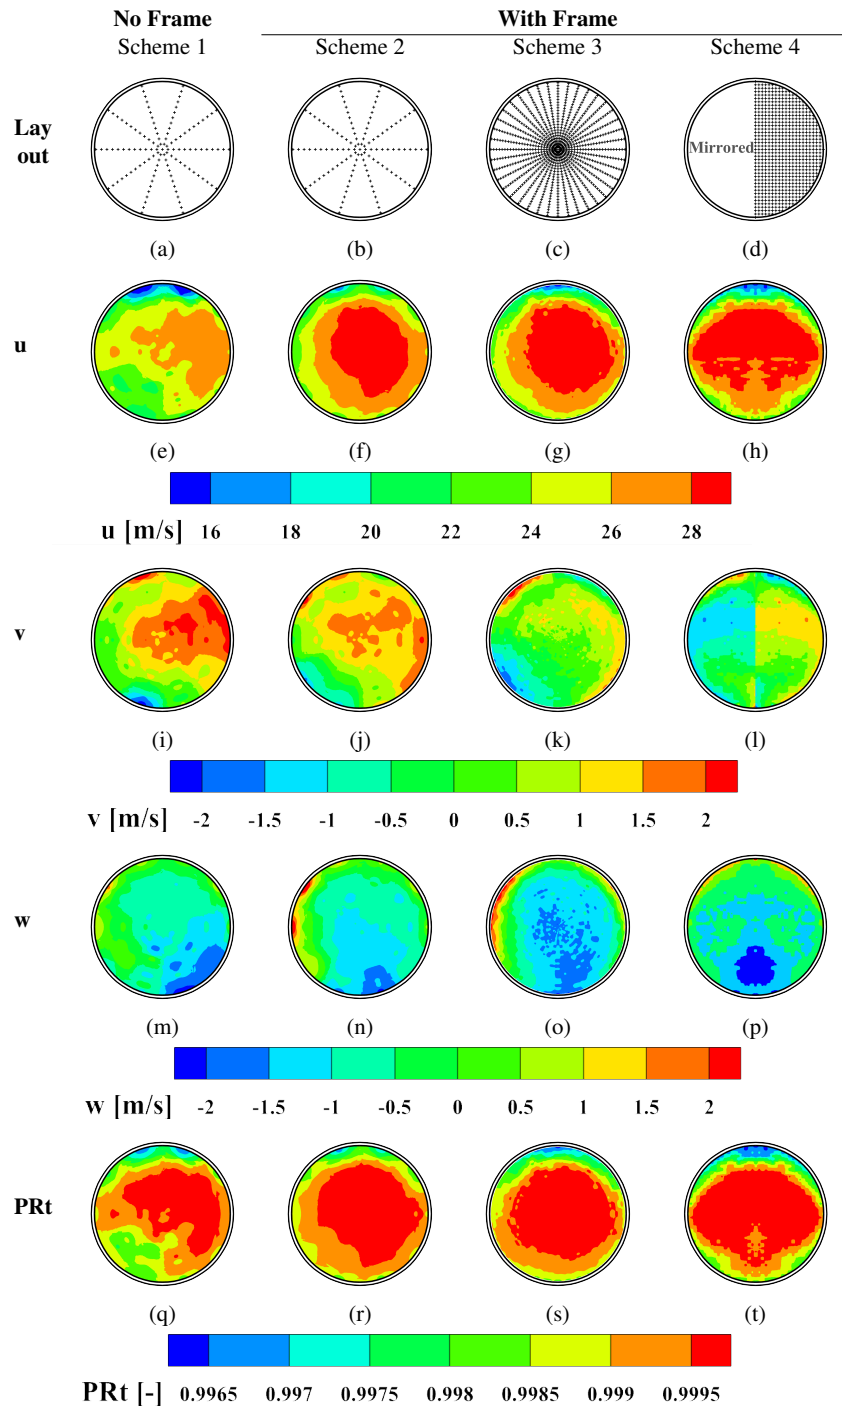 No Frame With Frame
Scheme 1 Scheme 2 Scheme 3 Scheme 4
Lay
out
Mirrored
(a) (b) (c) (d)
u
(e) (f) (g) (h)
u [m/s] 16 18 20 22 24 26 28
v
(i) (j) (k) (l)
v [m/s] -2 -1.5 -1 -0.5 0 0.5 1 1.5 2
w
(m) (n) (o) (p)
w [m/s] -2 -1.5 -1 -0.5 0 0.5 1 1.5 2
PRt
(q) (r) (s) (t)
PRt [-] 0.9965 0.997 0.9975 0.998 0.9985 0.999 0.9995